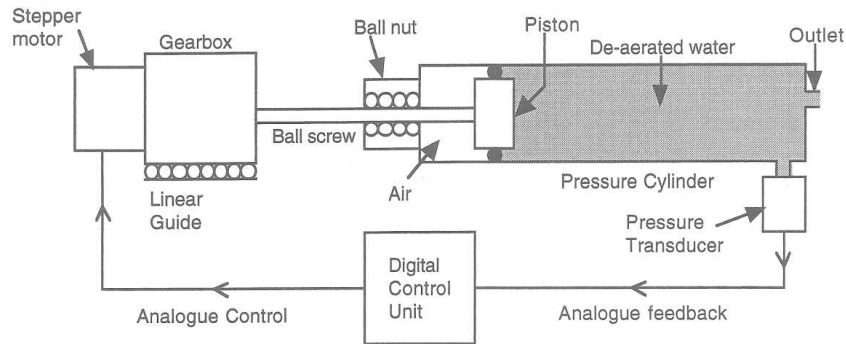 Stepper
motor
Gearbox
Ball nut
Piston
De-aerated water
Outlet
Ball screw
Linear
Guide
Air
Pressure Cylinder
Pressure
Transducer
Digital
Control
Unit
Analogue Control
Analogue feedback